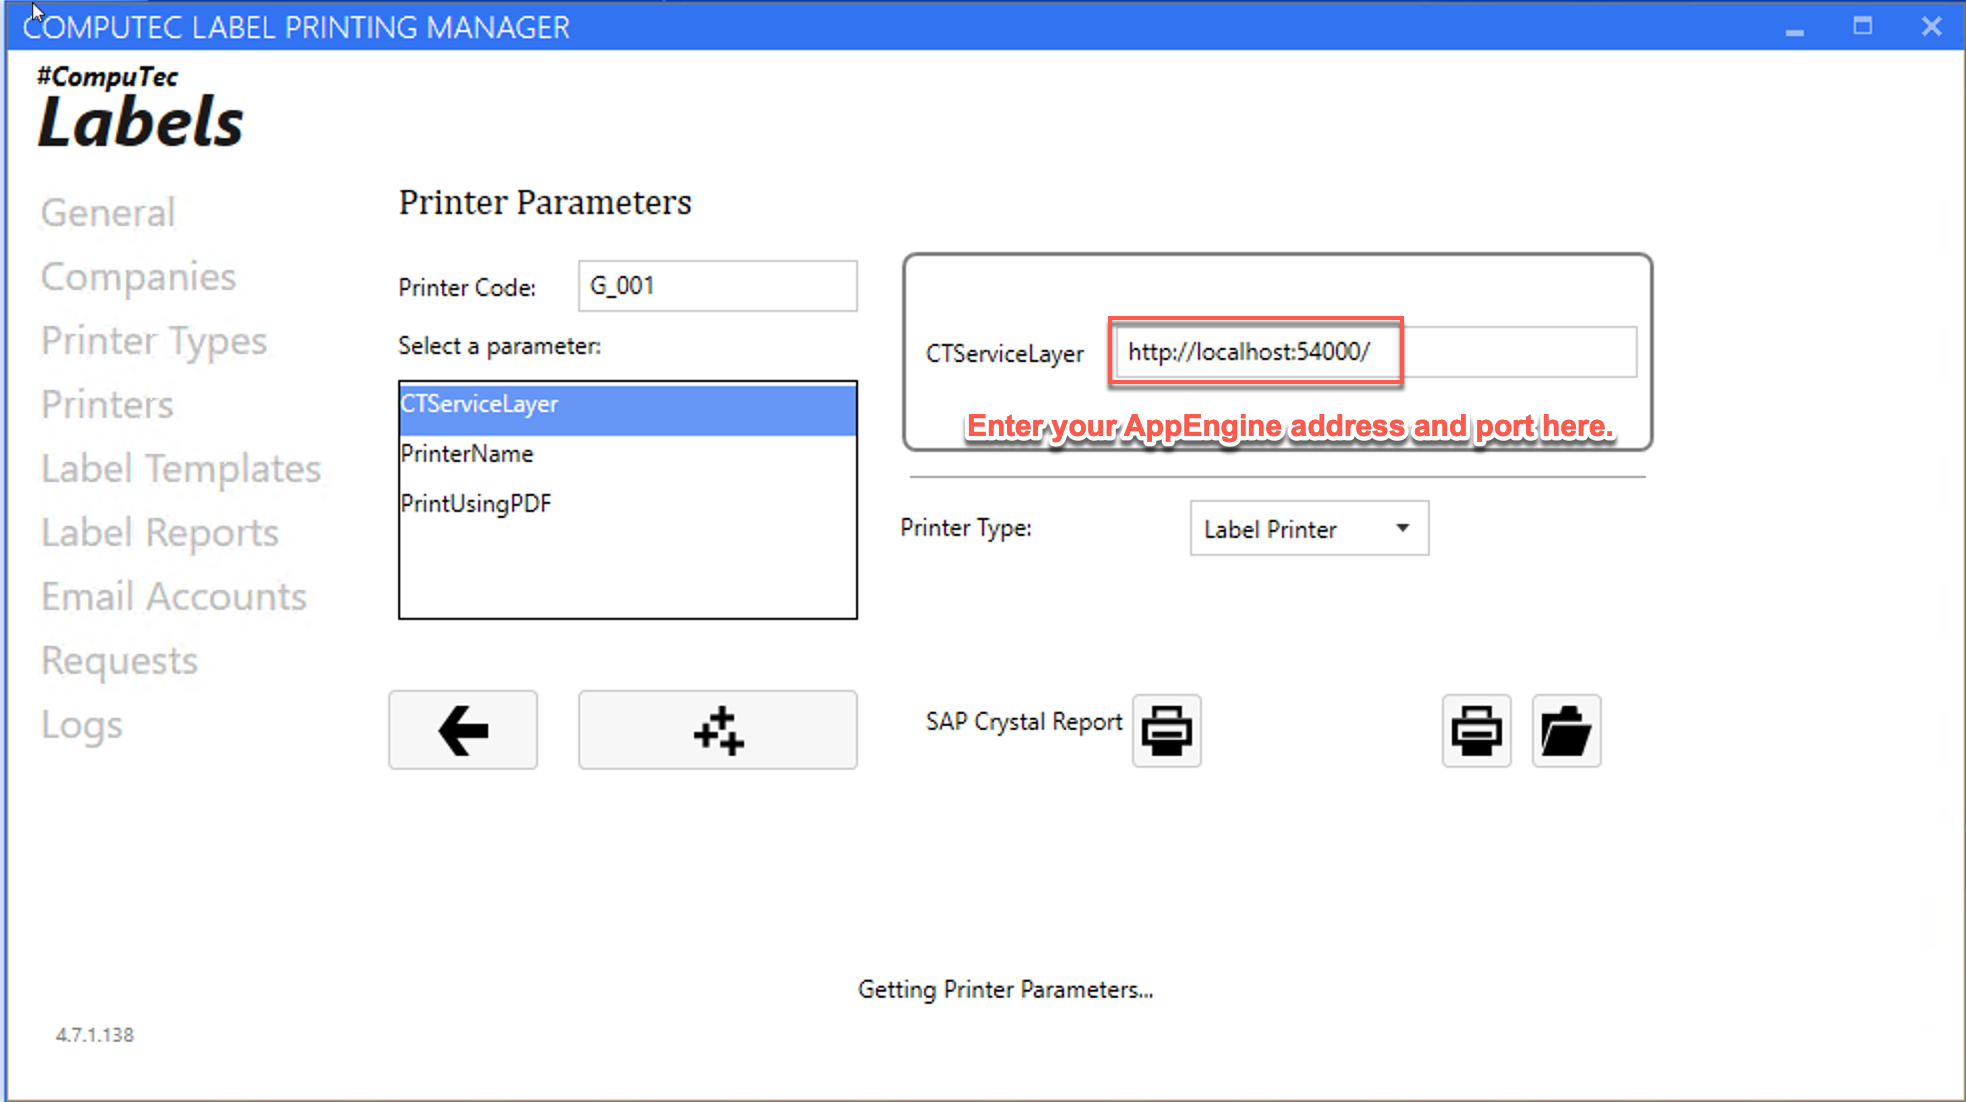 COMPUTEC LABEL PRINTING MANAGER
#CompuTec
Labels
General
Companies
Printer Types
Printers
Label Templates
Label Reports
Email Accounts
Requests
Logs
4.7.1.138
Printer Parameters
Printer Code: G_001
Select a parameter:
CTServiceLayer
PrinterName
PrintUsingPDF
CTServiceLayer http://localhost:54000/
Enter your AppEngine address and port here.
Printer Type: Label Printer
SAP Crystal Report
Getting Printer Parameters...